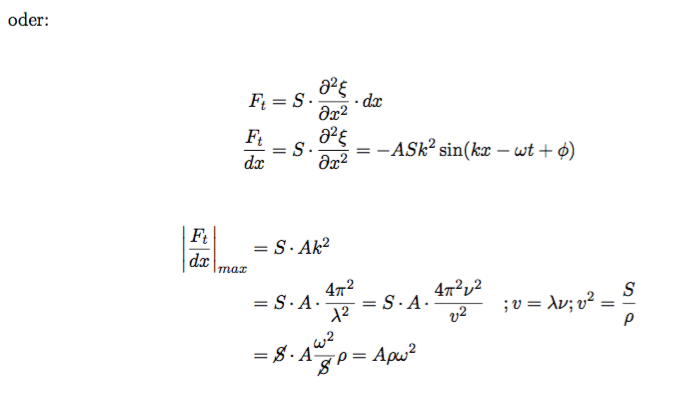 oder:
F_t = S · ∂²ξ/∂x² · dx
F_t/dx = S · ∂²ξ/∂x² = −ASk² sin(kx − ωt + ϕ)
|F_t/dx|_max = S · Ak²
= S · A · 4π²/λ² = S · A · 4π²ν²/v² ; v = λν; v² = S/ρ
= S̸ · A ω²/S̸ ρ = Aρω²